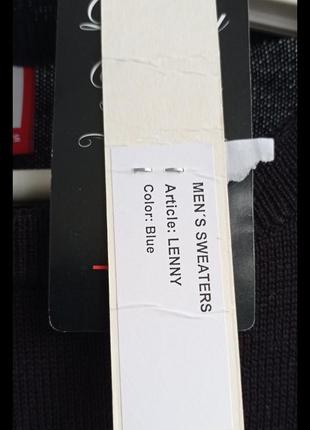 MEN'S SWEATERS
Article: LENNY
Color: Blue